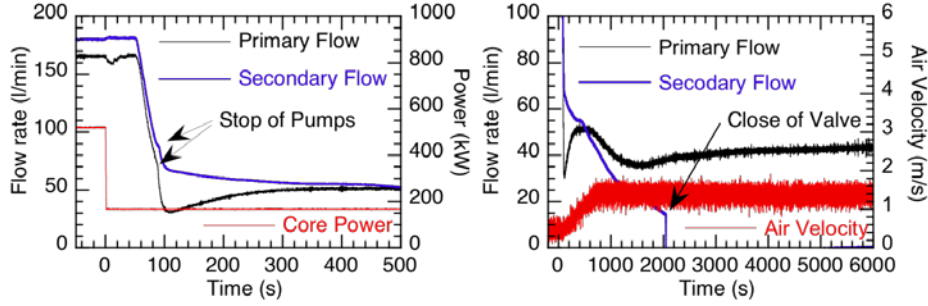 200
150
100
50
0
Flow rate (l/min)
1000
800
600
400
200
0
Power (kW)
0
100
200
300
400
500
Time (s)
Primary Flow
Secondary Flow
Stop of Pumps
Core Power
100
80
60
40
20
0
Flow rate (l/min)
6
5
4
3
2
1
0
Air Velocity (m/s)
0
1000
2000
3000
4000
5000
6000
Time (s)
Primary Flow
Secodary Flow
Close of Valve
Air Velocity